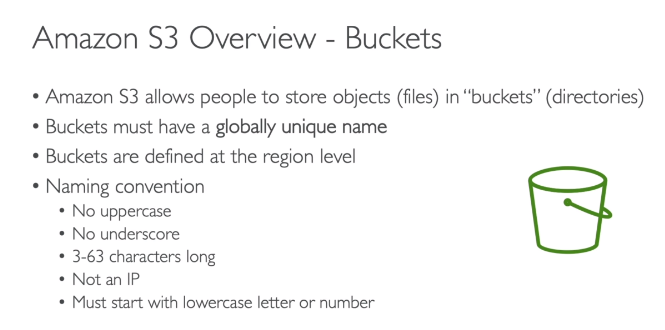 Amazon S3 Overview - Buckets
• Amazon S3 allows people to store objects (files) in “buckets” (directories)
• Buckets must have a globally unique name
• Buckets are defined at the region level
• Naming convention
• No uppercase
• No underscore
• 3-63 characters long
• Not an IP
• Must start with lowercase letter or number